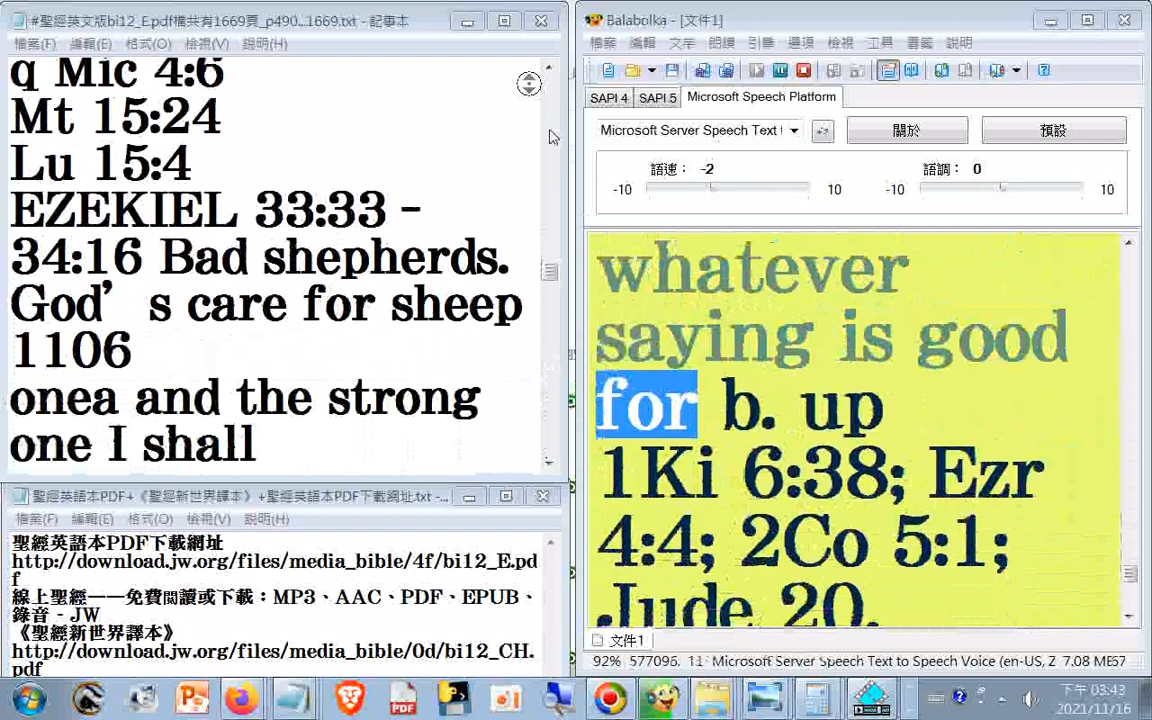 #聖經英文版bi12_E.pdf檔共有1669頁_p490...1669.txt - 記事本
檔案(F) 編輯(E) 格式(O) 檢視(V) 說明(H)
q Mic 4:6
Mt 15:24
Lu 15:4
EZEKIEL 33:33 –
34:16 Bad shepherds.
God’s care for sheep
1106
onea and the strong
one I shall
聖經英語本PDF+《聖經新世界譯本》+聖經英語本PDF下載網址.txt -...
檔案(F) 編輯(E) 格式(O) 檢視(V) 說明(H)
聖經英語本PDF下載網址
http://download.jw.org/files/media_bible/4f/bi12_E.pd
f
線上聖經——免費閱讀或下載：MP3、AAC、PDF、EPUB、
錄音 - JW
《聖經新世界譯本》
http://download.jw.org/files/media_bible/0d/bi12_CH.
pdf
Balabolka - [文件1]
檔案 編輯 文字 朗讀 引擎 選項 檢視 工具 書籤 說明
SAPI 4 SAPI 5 Microsoft Speech Platform
Microsoft Server Speech Text
關於 預設
語速： -2 語調： 0
-10 10 -10 10
whatever
saying is good
for b. up
1Ki 6:38; Ezr
4:4; 2Co 5:1;
Jude 20.
文件1
92% 577096: 11 Microsoft Server Speech Text to Speech Voice (en-US, Z 7.08 ME
下午 03:43
2021/11/16